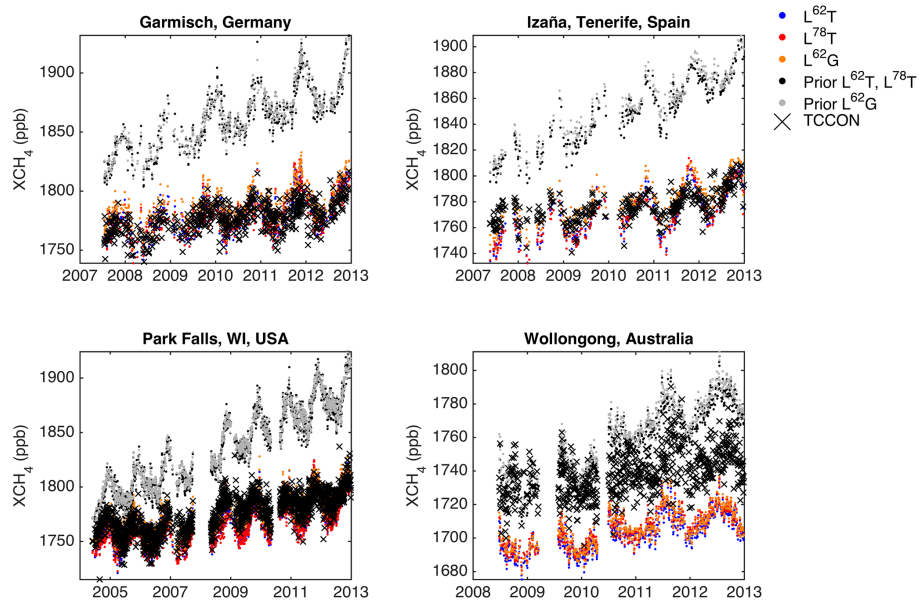 Garmisch, Germany
XCH4 (ppb)
1900
1850
1800
1750
2007 2008 2009 2010 2011 2012 2013
Izaña, Tenerife, Spain
XCH4 (ppb)
1900
1880
1860
1840
1820
1800
1780
1760
1740
2007 2008 2009 2010 2011 2012 2013
L62T
L78T
L62G
Prior L62T, L78T
Prior L62G
TCCON
Park Falls, WI, USA
XCH4 (ppb)
1900
1850
1800
1750
2005 2007 2009 2011 2013
Wollongong, Australia
XCH4 (ppb)
1800
1780
1760
1740
1720
1700
1680
2008 2009 2010 2011 2012 2013